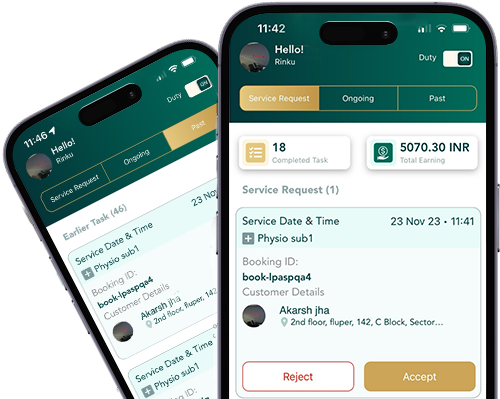 11:46
Hello!
Rinku
Duty ON
Service Request Ongoing Past
Earlier Task (46)
Service Date & Time 23 Nov
Physio sub1
Booking ID:
book-lpaspqa4
Customer Details
Akarsh jha
2nd floor, fluper, 142,
Service Date & Time
Physio sub1
Booking ID:
11:42
Hello!
Rinku
Duty ON
Service Request Ongoing Past
18
Completed Task
5070.30 INR
Total Earning
Service Request (1)
Service Date & Time 23 Nov 23 • 11:41
Physio sub1
Booking ID:
book-lpaspqa4
Customer Details
Akarsh jha
2nd floor, fluper, 142, C Block, Sector...
Reject Accept